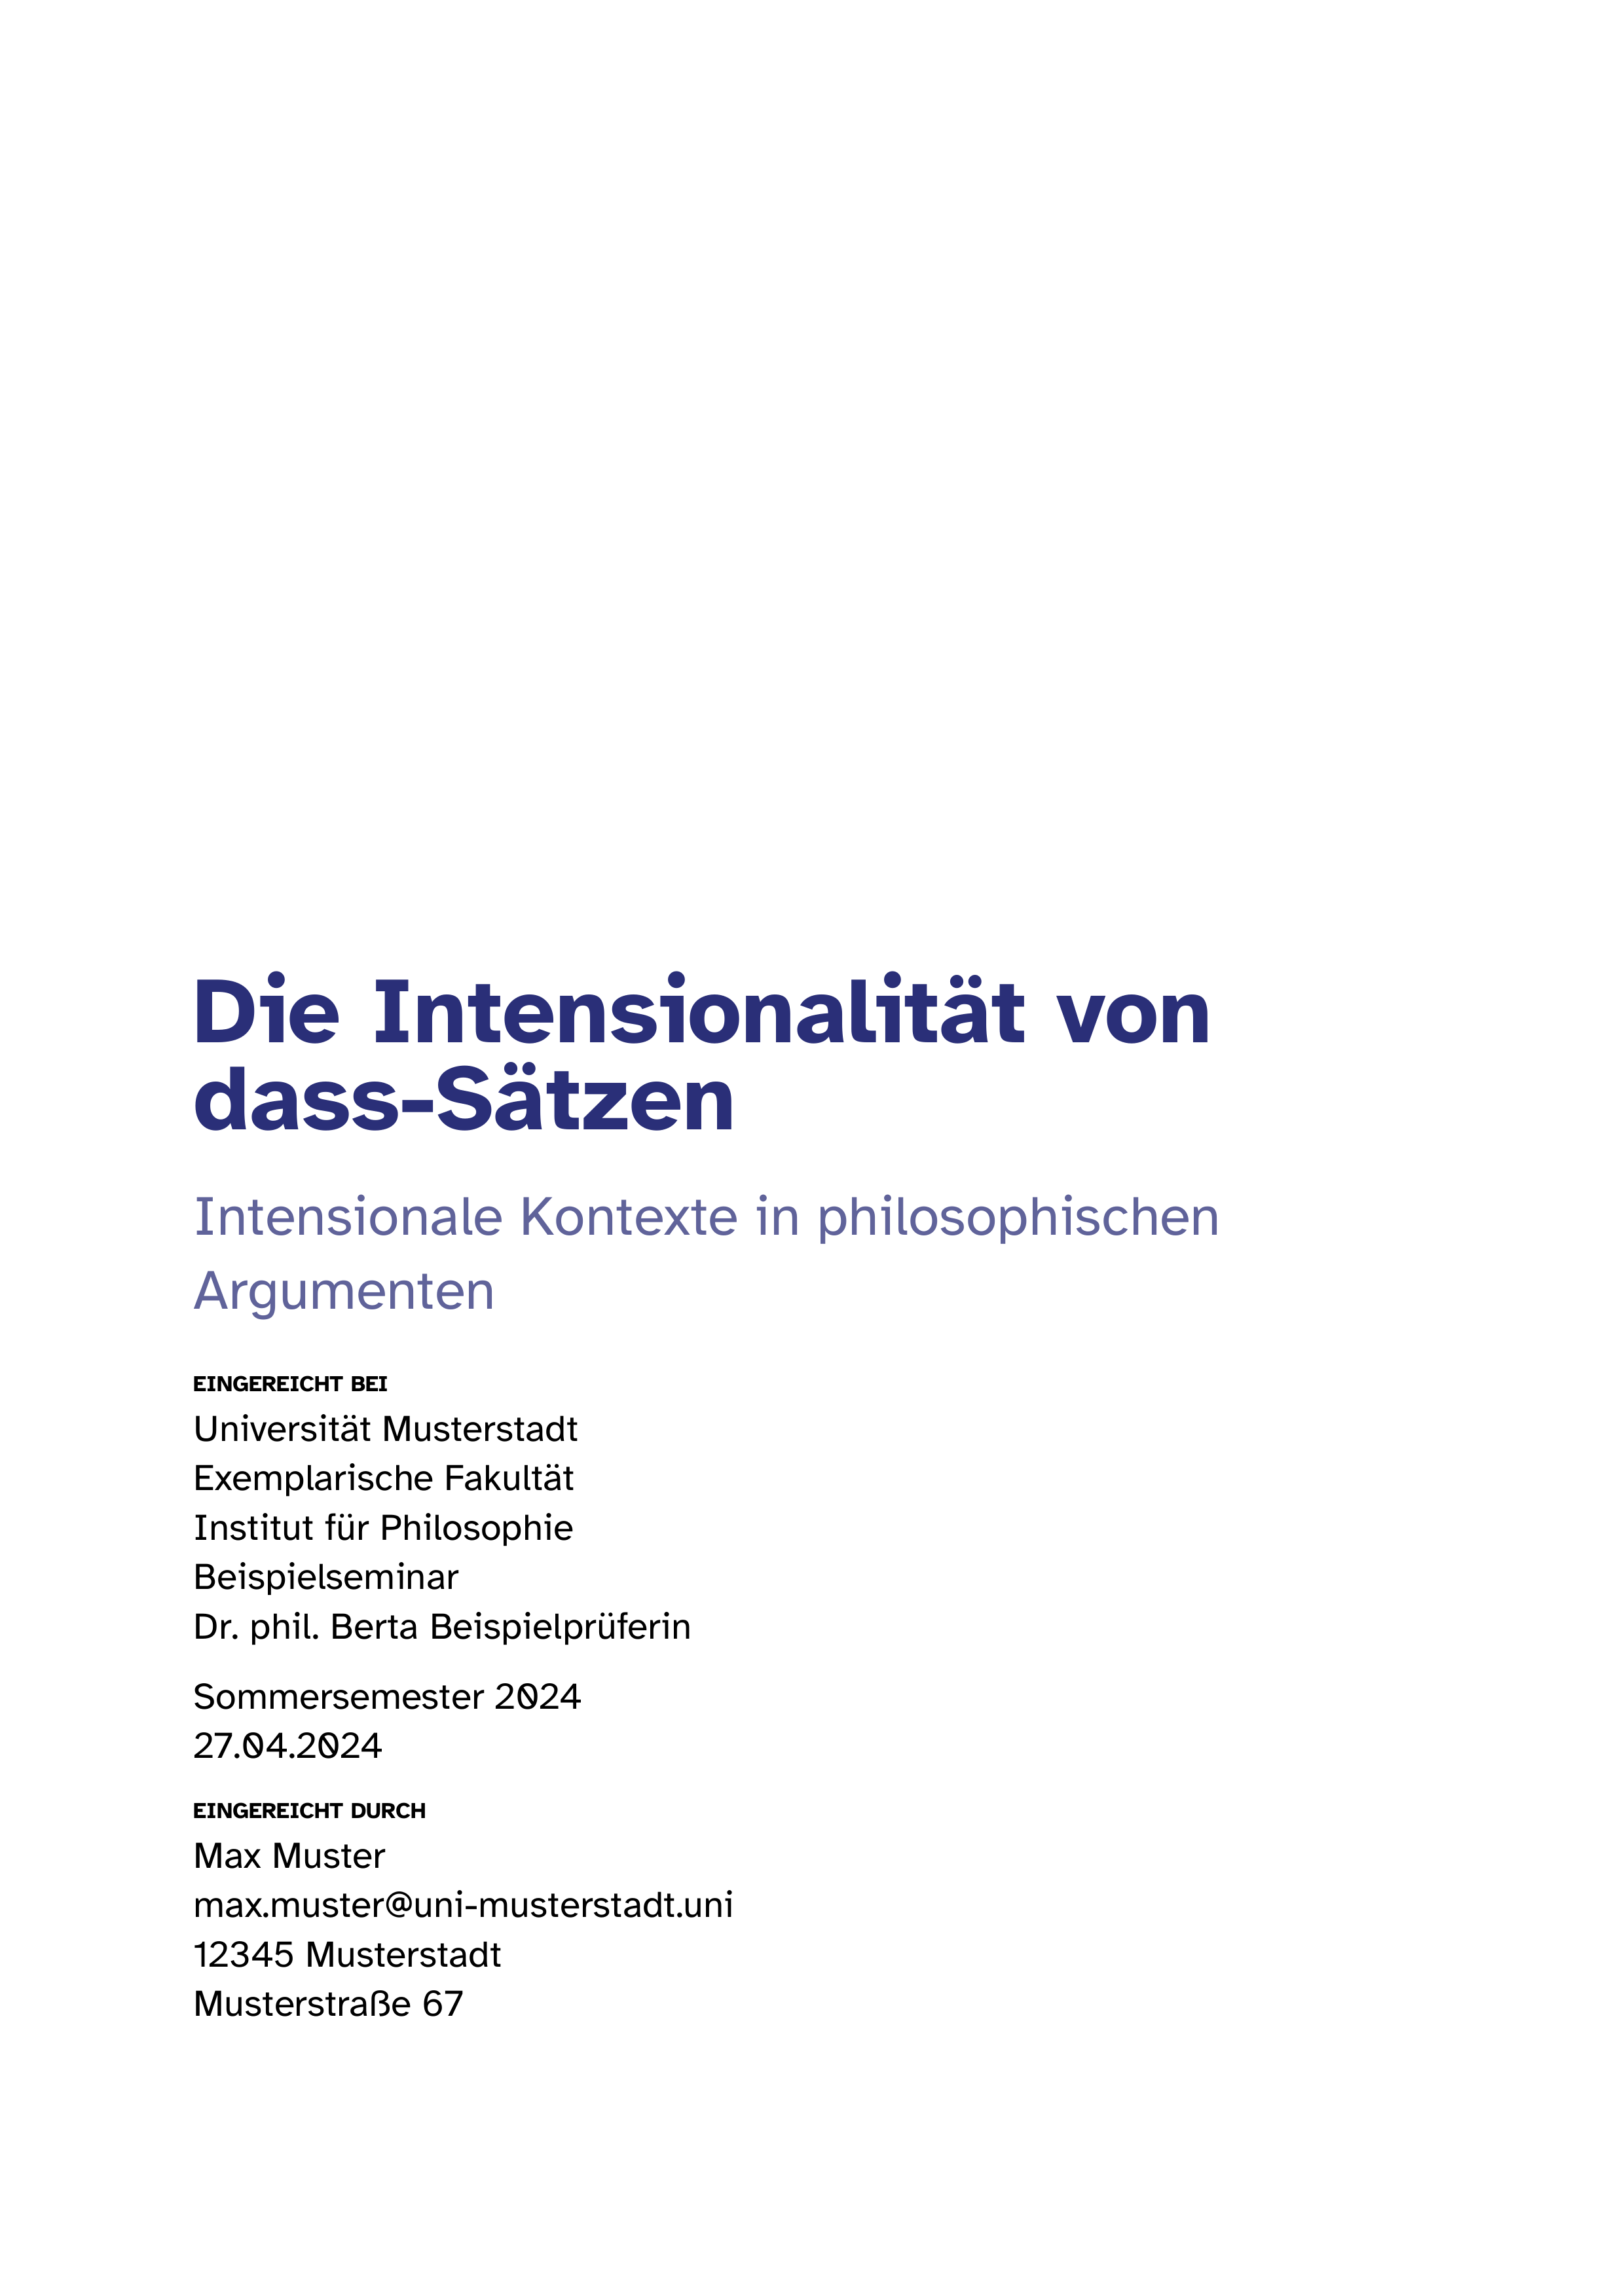 Die Intensionalität von
dass-Sätzen
Intensionale Kontexte in philosophischen
Argumenten
EINGEREICHT BEI
Universität Musterstadt
Exemplarische Fakultät
Institut für Philosophie
Beispielseminar
Dr. phil. Berta Beispielprüferin
Sommersemester 2024
27.04.2024
EINGEREICHT DURCH
Max Muster
max.muster@uni-musterstadt.uni
12345 Musterstadt
Musterstraße 67